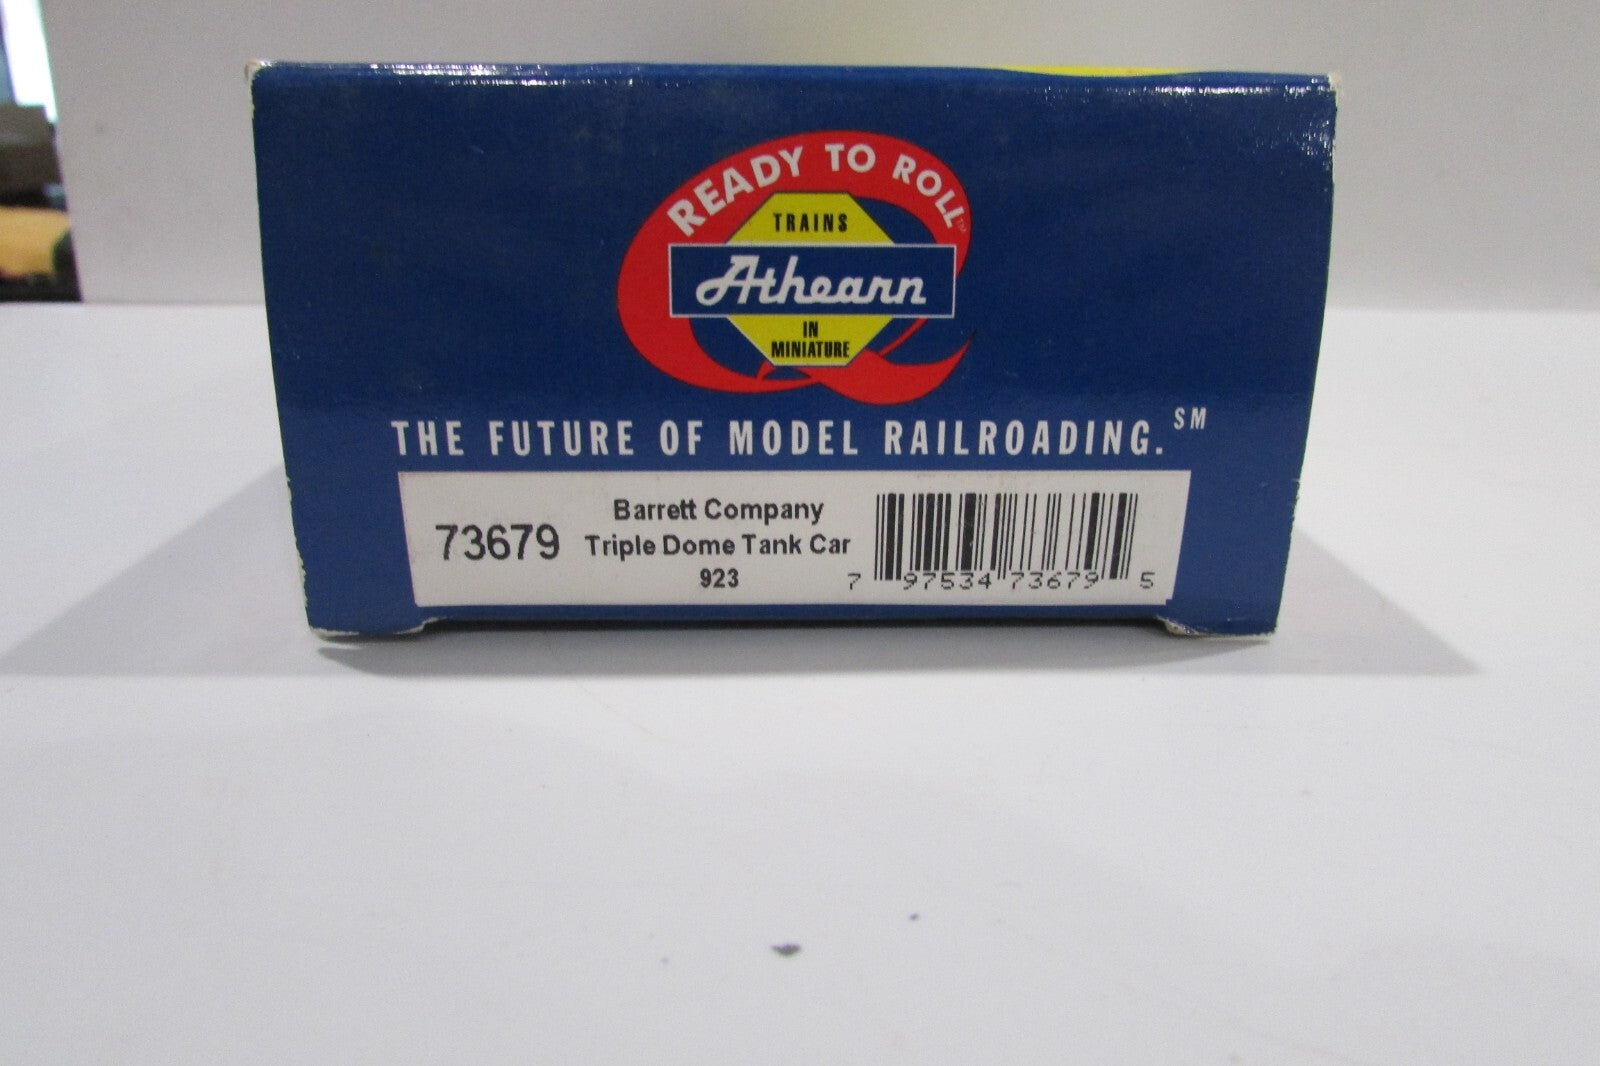 READY TO ROLL™
TRAINS
Athearn
IN
MINIATURE
THE FUTURE OF MODEL RAILROADING.SM
73679
Barrett Company
Triple Dome Tank Car
923
7 97534 73679 5